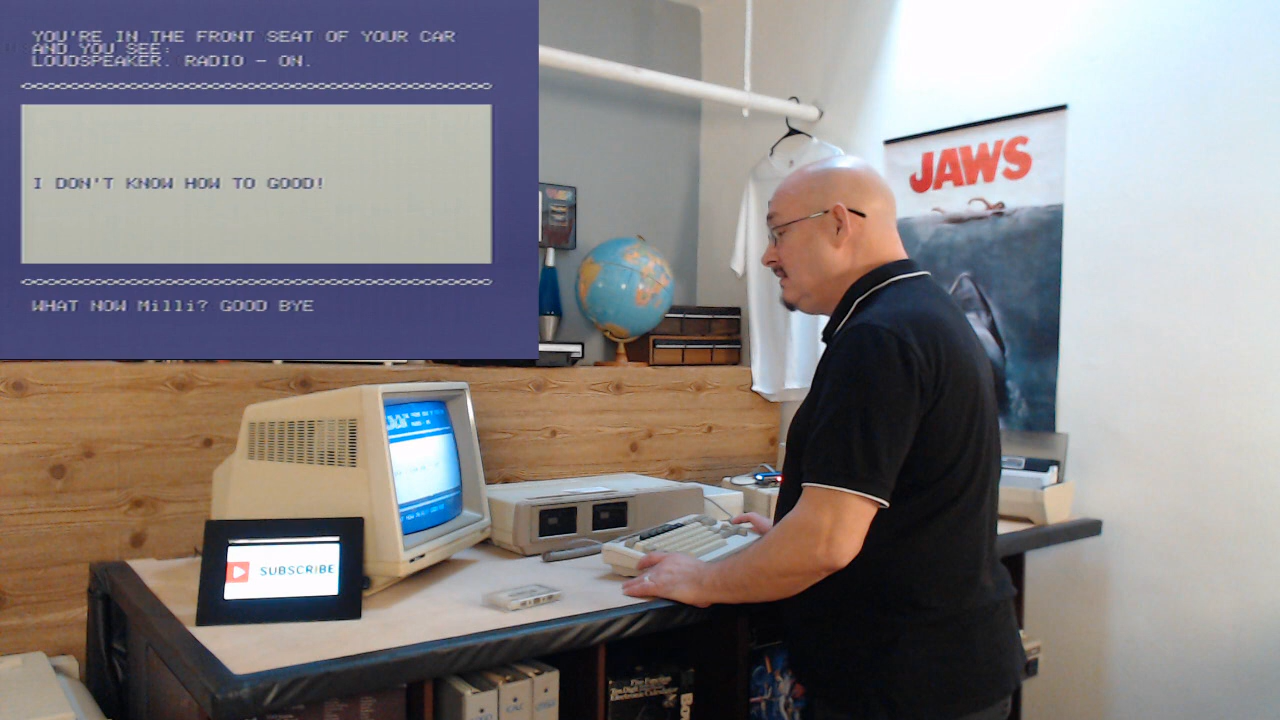 YOU'RE IN THE FRONT SEAT OF YOUR CAR
AND YOU SEE:
LOUDSPEAKER. RADIO - ON.
I DON'T KNOW HOW TO GOOD!
WHAT NOW Milli? GOOD BYE
JAWS
SUBSCRIBE